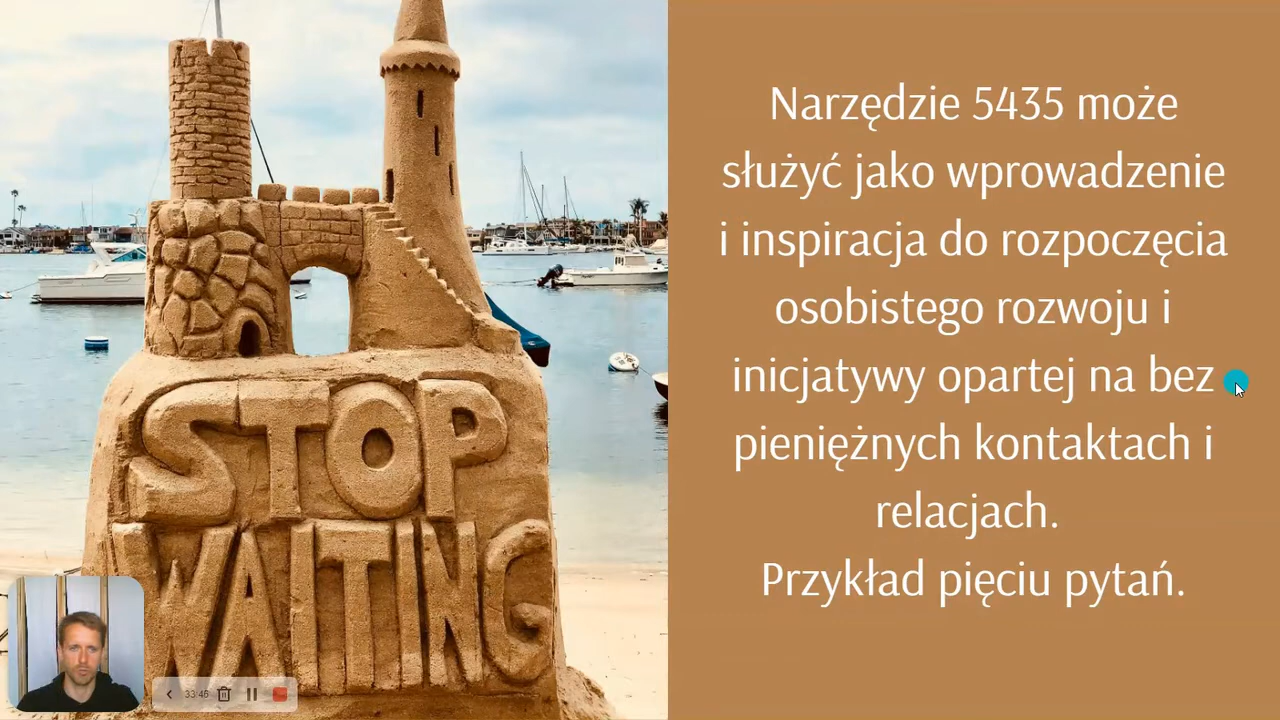 STOP
WAITING
Narzędzie 5435 może
służyć jako wprowadzenie
i inspiracja do rozpoczęcia
osobistego rozwoju i
inicjatywy opartej na bez
pieniężnych kontaktach i
relacjach.
Przykład pięciu pytań.
33:46